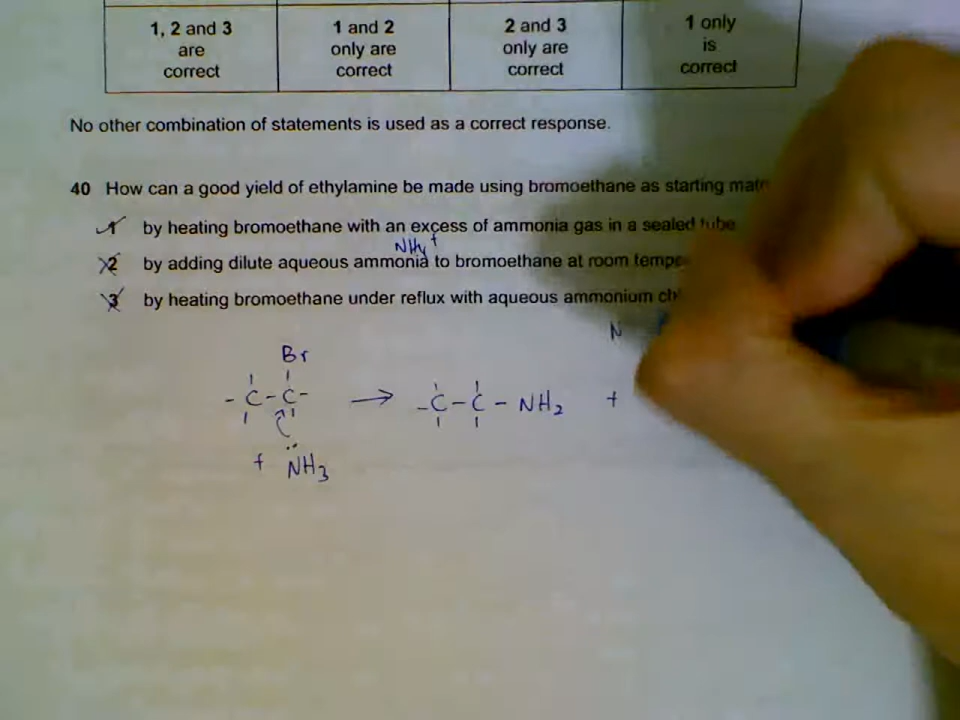 1, 2 and 3 are correct
1 and 2 only are correct
2 and 3 only are correct
1 only is correct
No other combination of statements is used as a correct response.
40 How can a good yield of ethylamine be made using bromoethane as starting
1 by heating bromoethane with an excess of ammonia gas in a sealed tube
NH4+
2 by adding dilute aqueous ammonia to bromoethane at room
3 by heating bromoethane under reflux with aqueous ammonium
N
Br
- C - C - → - C - C - NH2 +
+ NH3